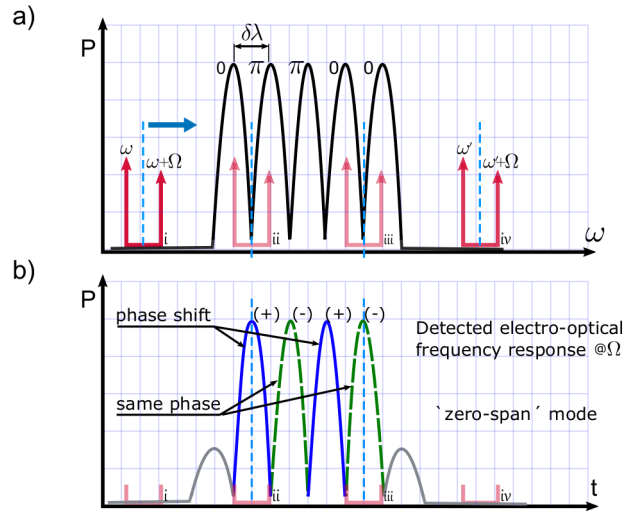 a)
P
δλ
0 π π 0 0
ω ω+Ω ω' ω'+Ω
i ii iii iv
ω
b)
P
phase shift (+) (-) (+) (-) Detected electro-optical
frequency response @Ω
same phase `zero-span´ mode
i ii iii iv
t